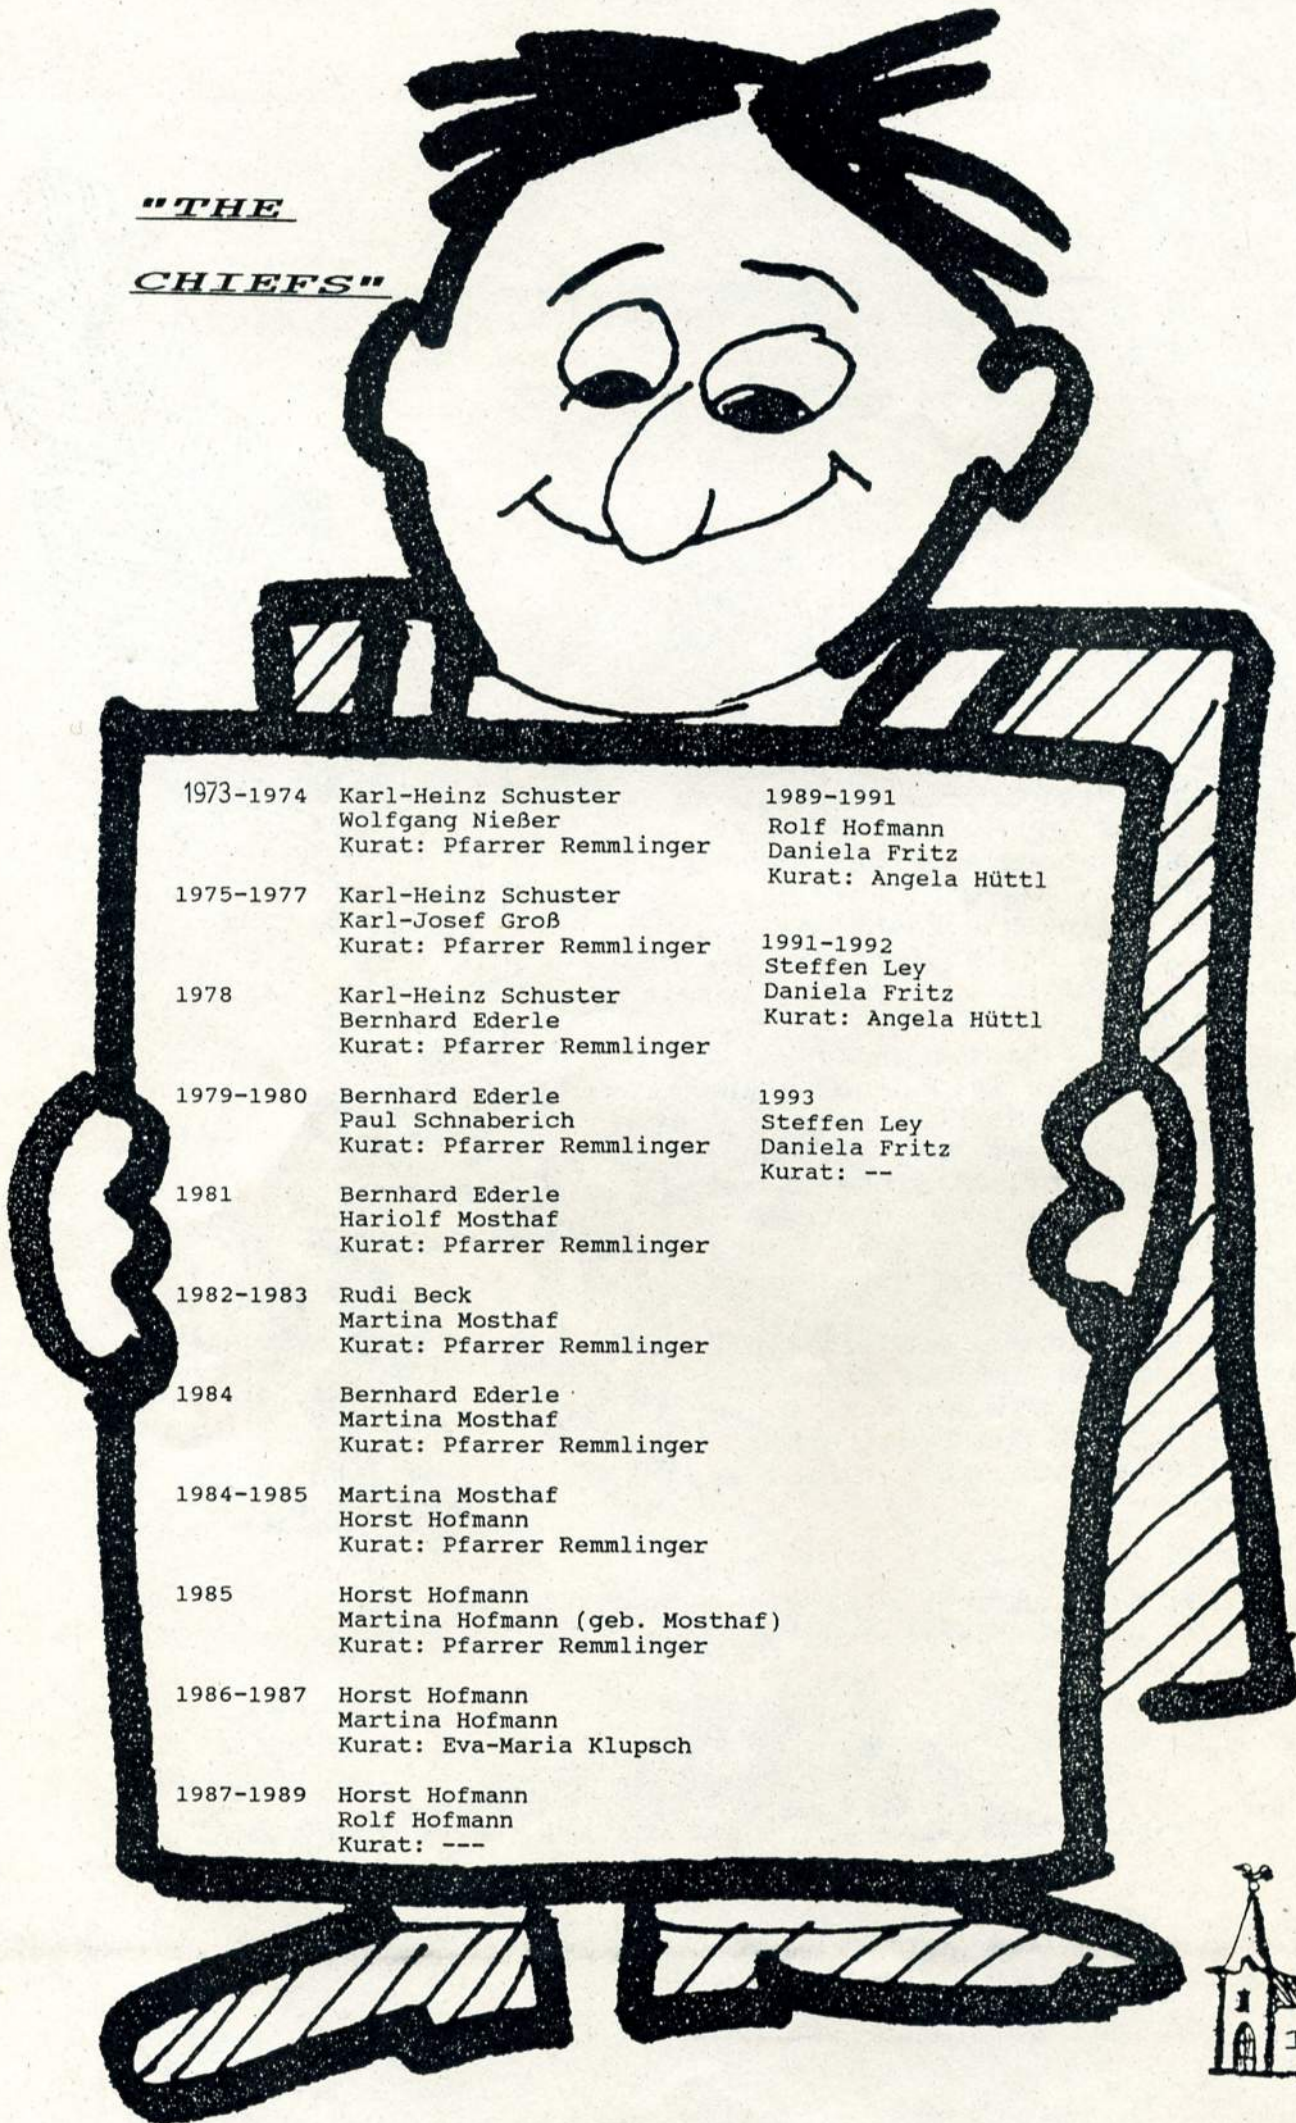 "THE
CHIEFS"
1973-1974 Karl-Heinz Schuster
Wolfgang Nießer
Kurat: Pfarrer Remmlinger
1975-1977 Karl-Heinz Schuster
Karl-Josef Groß
Kurat: Pfarrer Remmlinger
1978 Karl-Heinz Schuster
Bernhard Ederle
Kurat: Pfarrer Remmlinger
1979-1980 Bernhard Ederle
Paul Schnaberich
Kurat: Pfarrer Remmlinger
1981 Bernhard Ederle
Hariolf Mosthaf
Kurat: Pfarrer Remmlinger
1982-1983 Rudi Beck
Martina Mosthaf
Kurat: Pfarrer Remmlinger
1984 Bernhard Ederle
Martina Mosthaf
Kurat: Pfarrer Remmlinger
1984-1985 Martina Mosthaf
Horst Hofmann
Kurat: Pfarrer Remmlinger
1985 Horst Hofmann
Martina Hofmann (geb. Mosthaf)
Kurat: Pfarrer Remmlinger
1986-1987 Horst Hofmann
Martina Hofmann
Kurat: Eva-Maria Klupsch
1987-1989 Horst Hofmann
Rolf Hofmann
Kurat: ---
1989-1991
Rolf Hofmann
Daniela Fritz
Kurat: Angela Hüttl
1991-1992
Steffen Ley
Daniela Fritz
Kurat: Angela Hüttl
1993
Steffen Ley
Daniela Fritz
Kurat: --